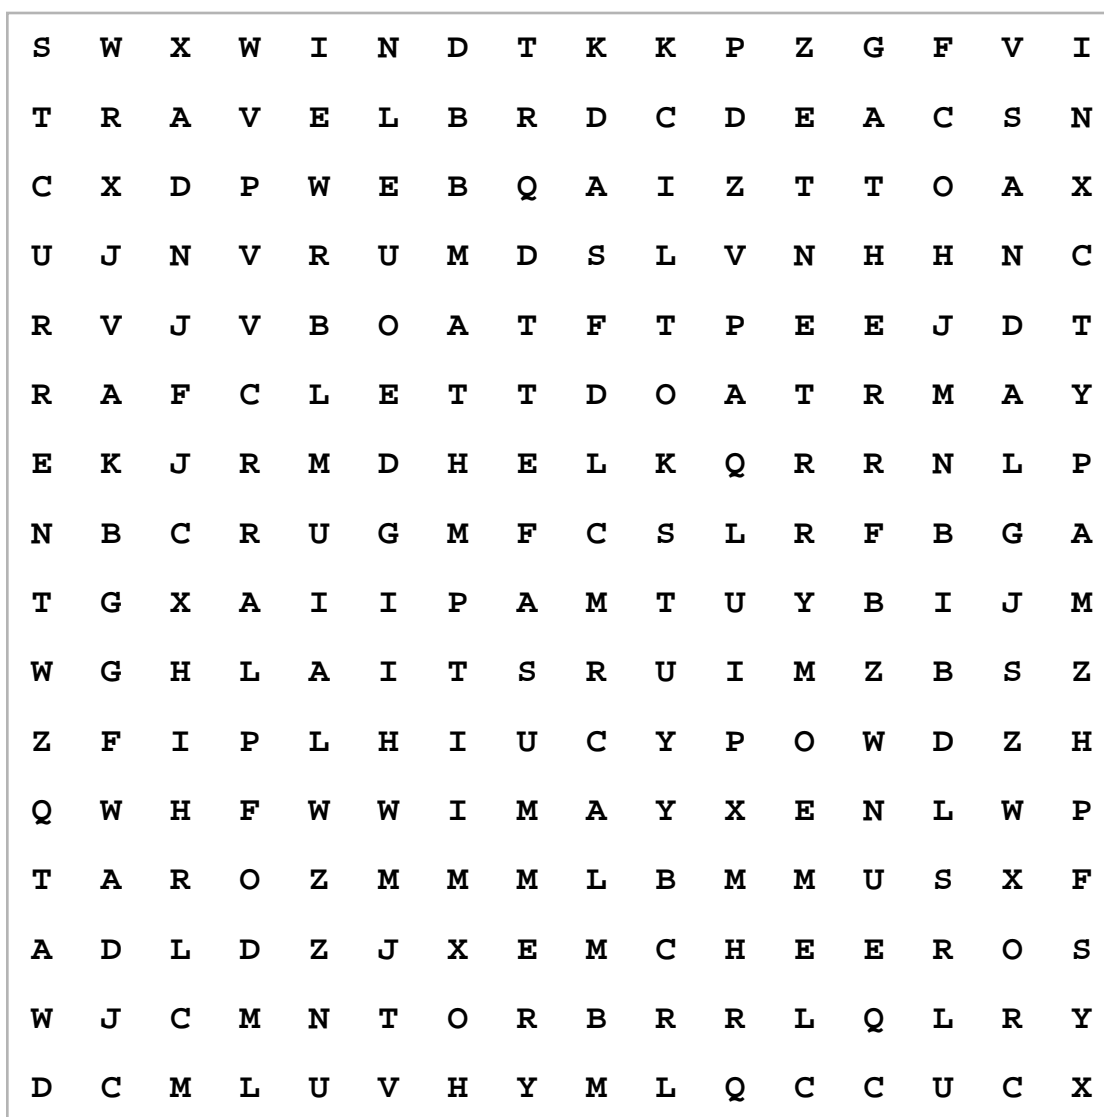 S W X W I N D T K K P Z G F V I
T R A V E L B R D C D E A C S N
C X D P W E B Q A I Z T T O A X
U J N V R U M D S L V N H H N C
R V J V B O A T F T P E E J D T
R A F C L E T T D O A T R M A Y
E K J R M D H E L K Q R R N L P
N B C R U G M F C S L R F B G A
T G X A I I P A M T U Y B I J M
W G H L A I T S R U I M Z B S Z
Z F I P L H I U C Y P O W D Z H
Q W H F W W I M A Y X E N L W P
T A R O Z M M M L B M M U S X F
A D L D Z J X E M C H E E R O S
W J C M N T O R B R R L Q L R Y
D C M L U V H Y M L Q C C U C X